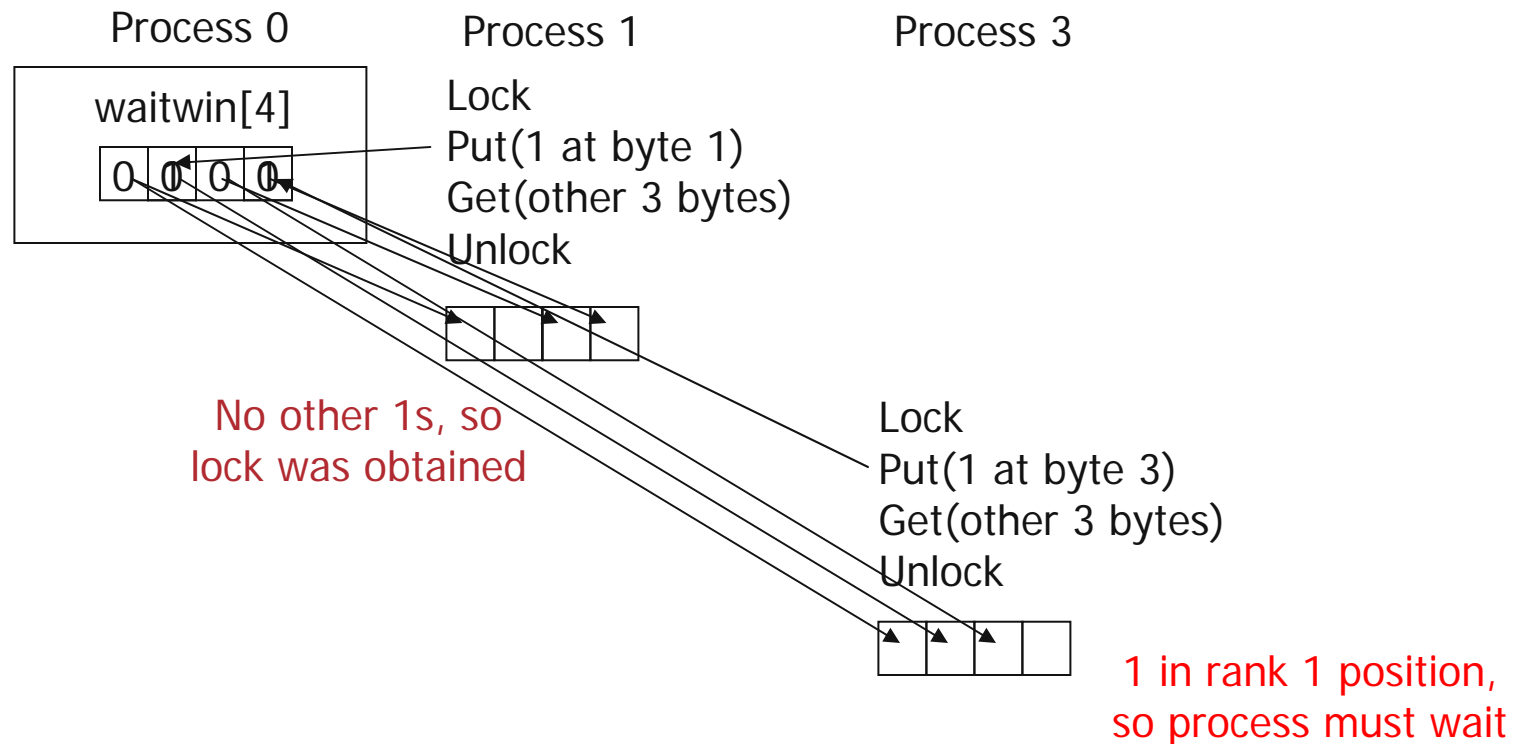 Process 0
Process 1
Process 3
waitwin[4]
0 0 0 0
Lock
Put(1 at byte 1)
Get(other 3 bytes)
Unlock
No other 1s, so
lock was obtained
Lock
Put(1 at byte 3)
Get(other 3 bytes)
Unlock
1 in rank 1 position,
so process must wait